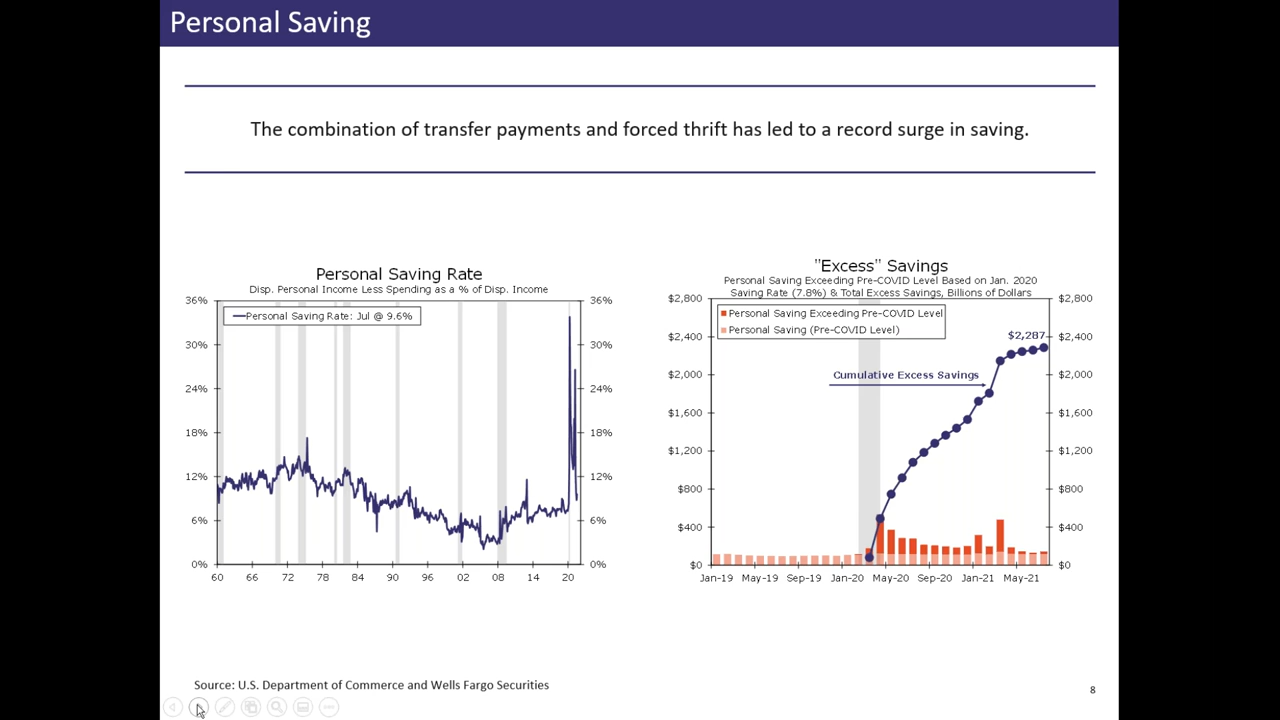 Personal Saving
The combination of transfer payments and forced thrift has led to a record surge in saving.
Personal Saving Rate
Disp. Personal Income Less Spending as a % of Disp. Income
36%
30%
24%
18%
12%
6%
0%
36%
30%
24%
18%
12%
6%
0%
Personal Saving Rate: Jul @ 9.6%
60 66 72 78 84 90 96 02 08 14 20
"Excess" Savings
Personal Saving Exceeding Pre-COVID Level Based on Jan. 2020
Saving Rate (7.8%) & Total Excess Savings, Billions of Dollars
$2,800
$2,400
$2,000
$1,600
$1,200
$800
$400
$0
$2,800
$2,400
$2,000
$1,600
$1,200
$800
$400
$0
Personal Saving Exceeding Pre-COVID Level
Personal Saving (Pre-COVID Level)
$2,287
Cumulative Excess Savings
Jan-19 May-19 Sep-19 Jan-20 May-20 Sep-20 Jan-21 May-21
Source: U.S. Department of Commerce and Wells Fargo Securities
8